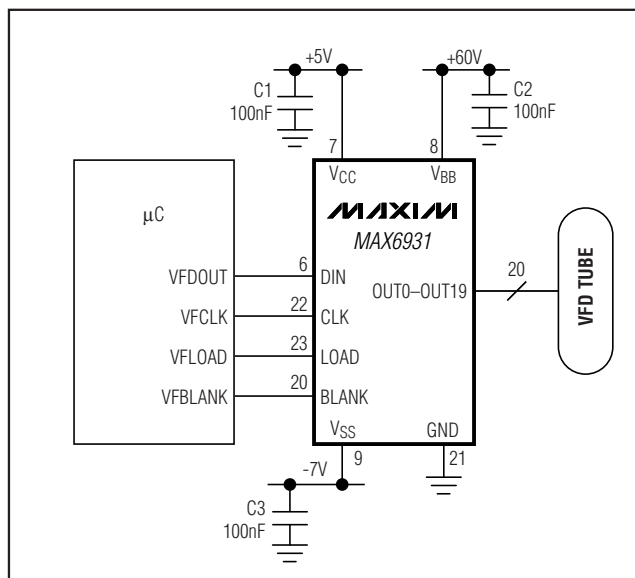 +5V
+60V
C1
100nF
C2
100nF
7
8
VCC
VBB
µC
MAXIM
MAX6931
VFDOUT
6
DIN
OUT0–OUT19
20
VFD TUBE
VFCLK
22
CLK
VFLOAD
23
LOAD
VFBLANK
20
BLANK
VSS
GND
9
21
-7V
C3
100nF